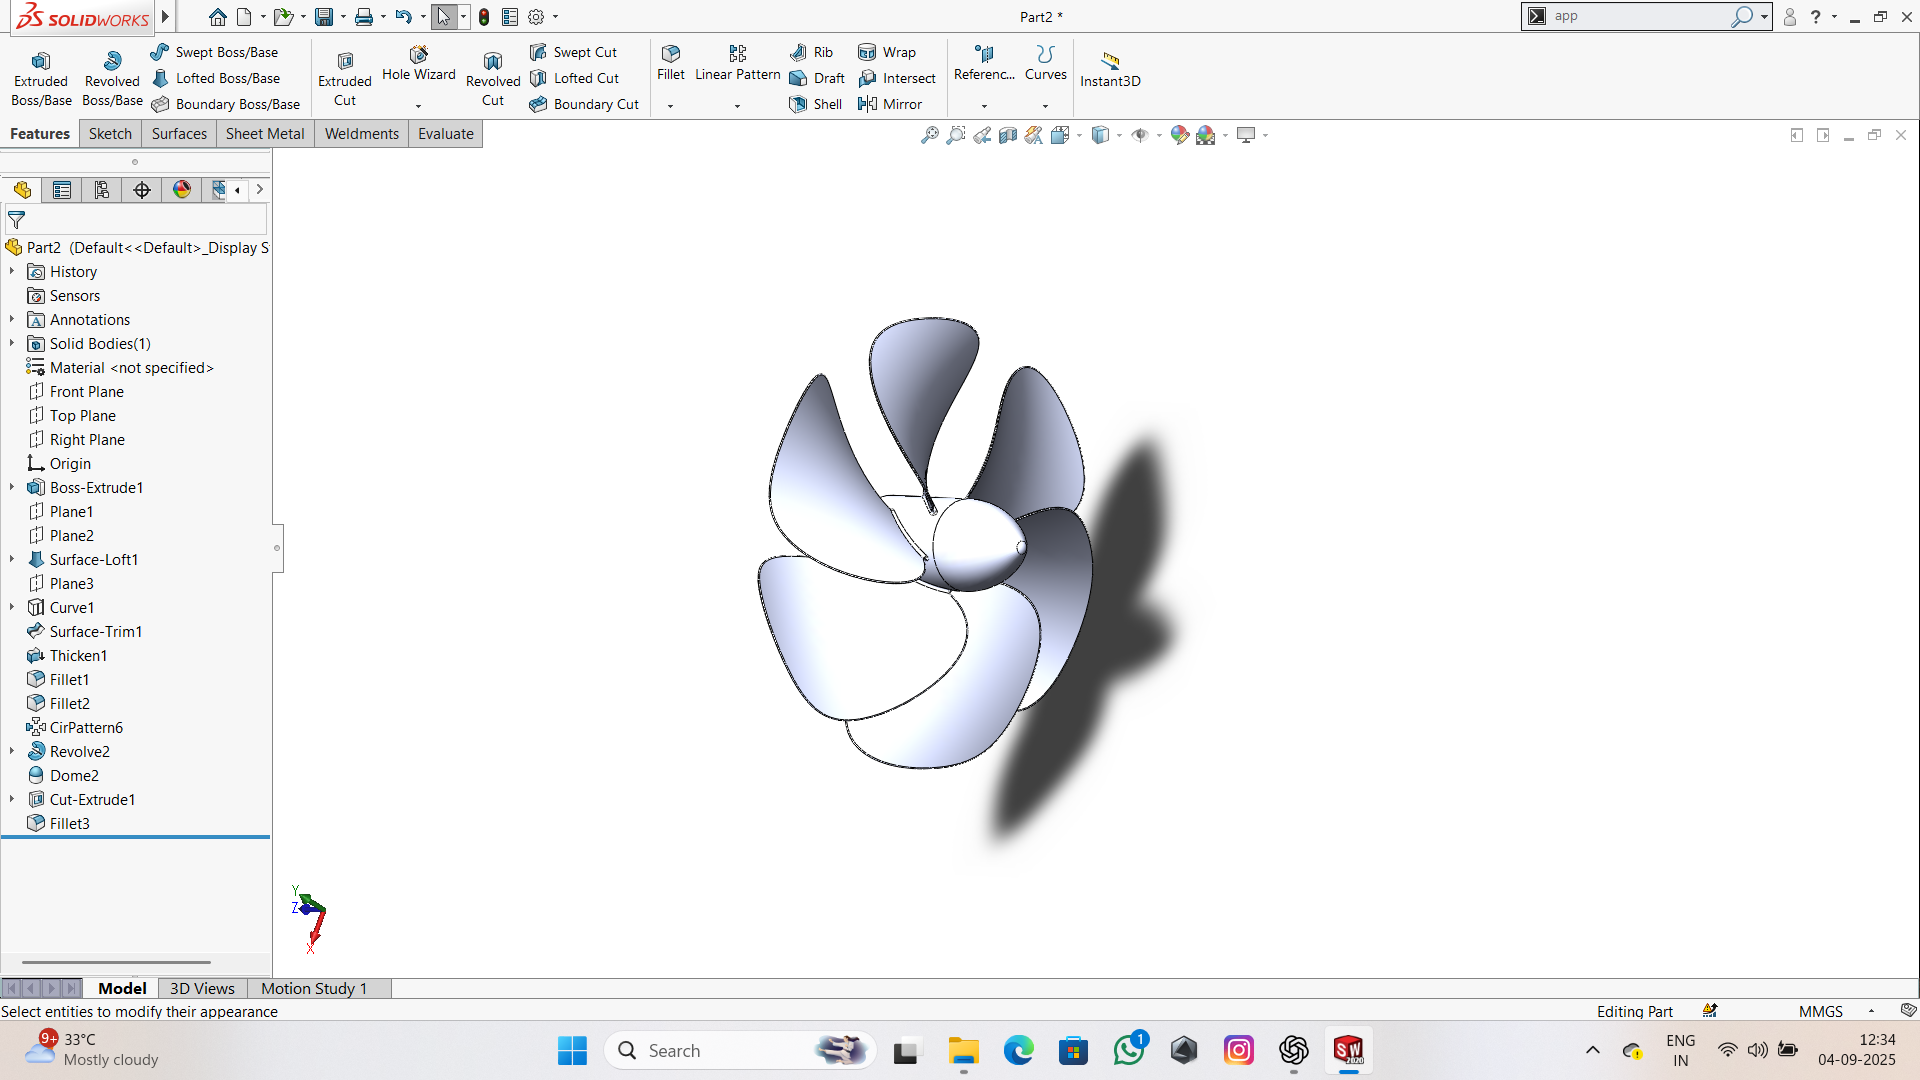 SOLIDWORKS
Part2 *
app
Extruded Boss/Base
Revolved Boss/Base
Swept Boss/Base
Lofted Boss/Base
Boundary Boss/Base
Extruded Cut
Hole Wizard
Revolved Cut
Swept Cut
Lofted Cut
Boundary Cut
Fillet
Linear Pattern
Rib
Draft
Shell
Wrap
Intersect
Mirror
Referenc...
Curves
Instant3D
Features
Sketch
Surfaces
Sheet Metal
Weldments
Evaluate
Part2 (Default<<Default>_Display S
History
Sensors
Annotations
Solid Bodies(1)
Material <not specified>
Front Plane
Top Plane
Right Plane
Origin
Boss-Extrude1
Plane1
Plane2
Surface-Loft1
Plane3
Curve1
Surface-Trim1
Thicken1
Fillet1
Fillet2
CirPattern6
Revolve2
Dome2
Cut-Extrude1
Fillet3
Y
Z
X
Model
3D Views
Motion Study 1
Select entities to modify their appearance
Editing Part
MMGS
9+
33°C
Mostly cloudy
Search
1
SW
2020
ENG
IN
12:34
04-09-2025